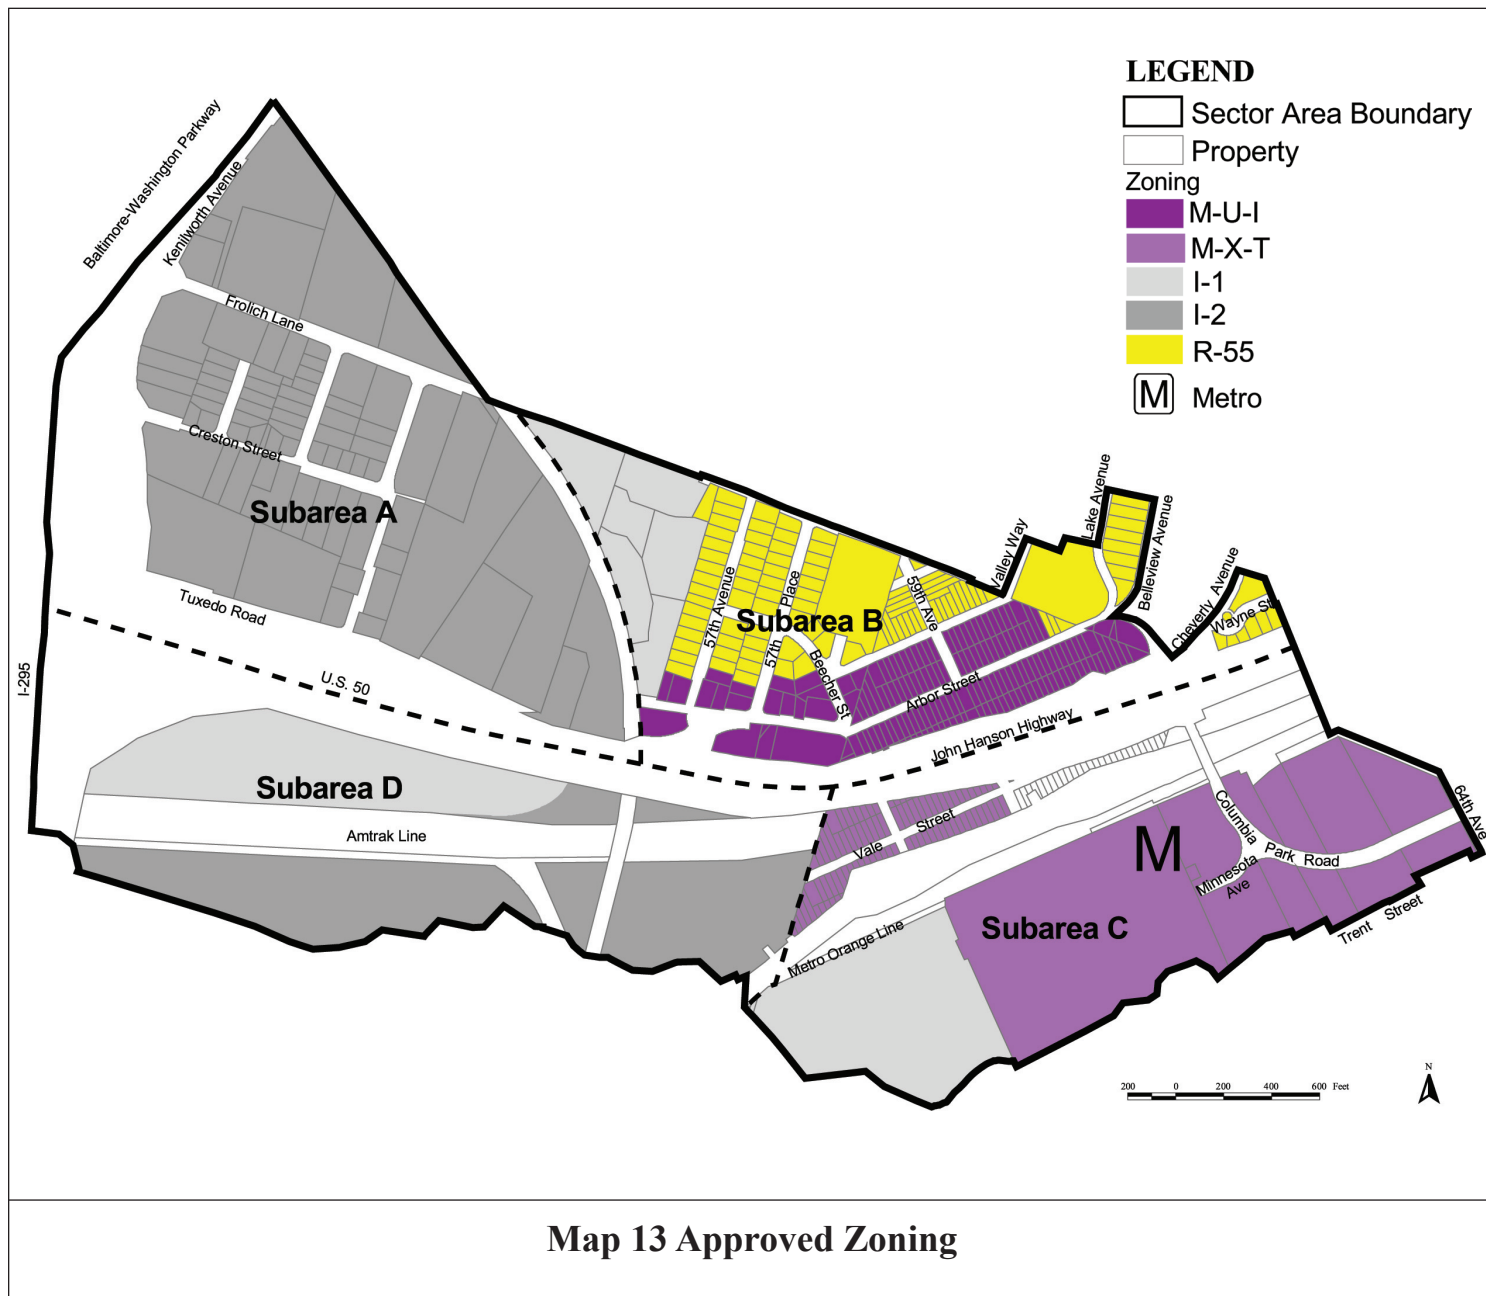 LEGEND
Sector Area Boundary
Property
Zoning
M-U-I
M-X-T
I-1
I-2
R-55
M Metro
Baltimore-Washington Parkway
Kenilworth Avenue
Frolich Lane
Creston Street
Subarea A
Tuxedo Road
I-295
U.S. 50
57th Avenue
57th Place
Subarea B
Beecher St
59th Ave
Valley Way
Lake Avenue
Belleview Avenue
Cheverly Avenue
Wayne St
Arbor Street
John Hanson Highway
Subarea D
Amtrak Line
Vale Street
Metro Orange Line
M
Subarea C
Columbia Park Road
Minnesota
Ave
64th Ave
Trent Street
200 0 200 400 600 Feet
N
Map 13 Approved Zoning